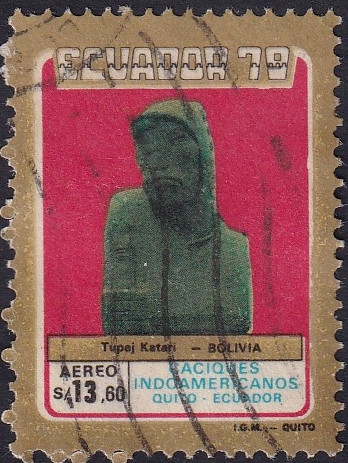 ECUADOR 79
Tupaj Katari – BOLIVIA
AEREO
S/. 13,60
CACIQUES
INDOAMERICANOS
QUITO - ECUADOR
I.G.M. – QUITO